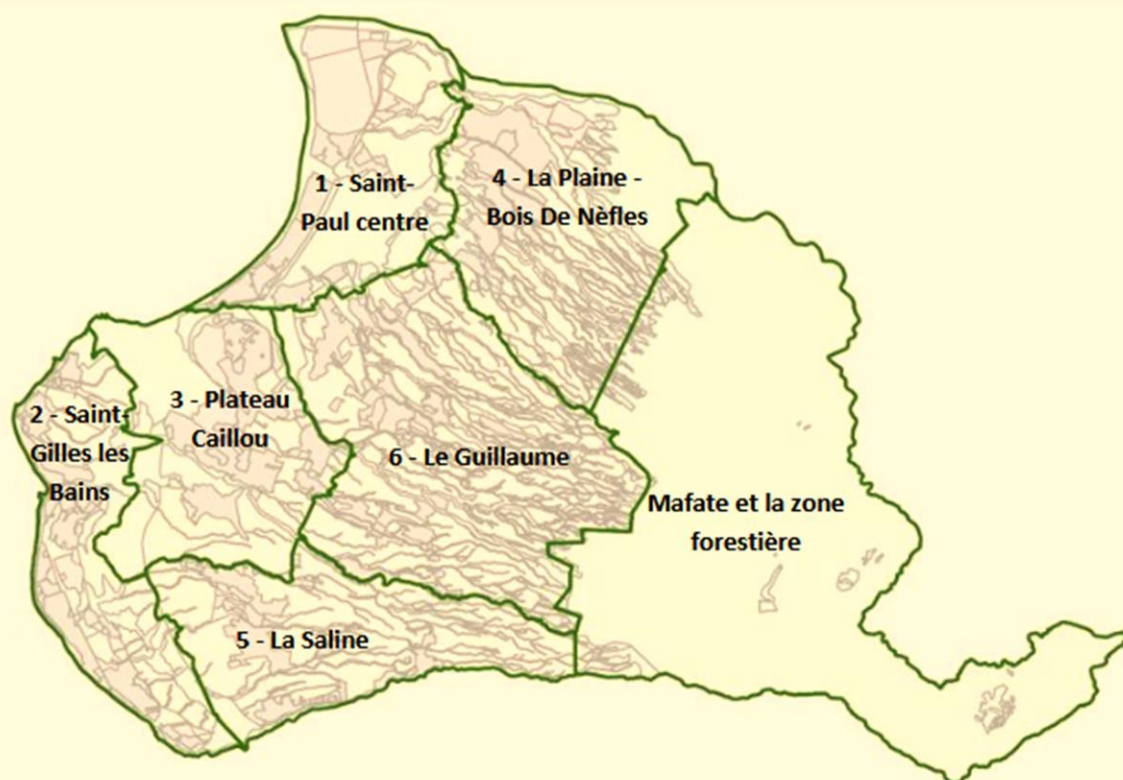 1 - Saint-
Paul centre
4 - La Plaine -
Bois De Nèfles
2 - Saint-
Gilles les
Bains
3 - Plateau
Caillou
6 - Le Guillaume
Mafate et la zone
forestière
5 - La Saline